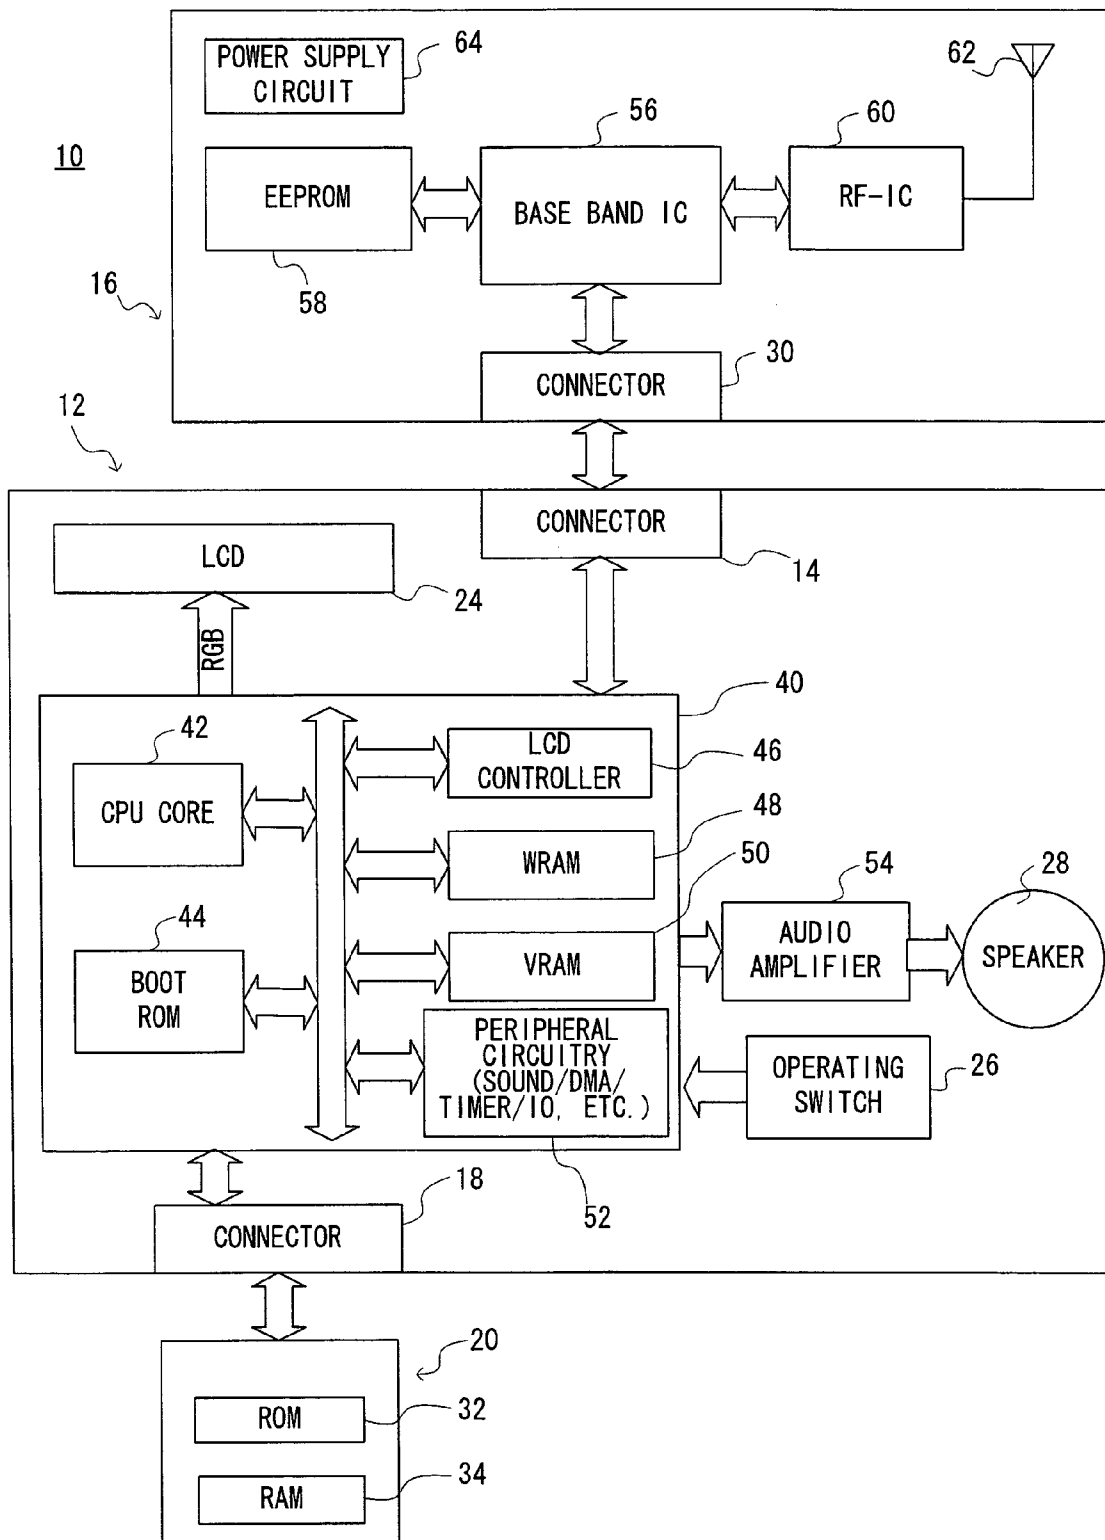 64
POWER SUPPLY
CIRCUIT
62
56
60
10
EEPROM
BASE BAND IC
RF-IC
58
16
30
CONNECTOR
12
CONNECTOR
14
LCD
24
RGB
40
42
LCD
CONTROLLER
46
CPU CORE
48
WRAM
50
54
28
44
AUDIO
AMPLIFIER
SPEAKER
BOOT
ROM
VRAM
PERIPHERAL
CIRCUITRY
(SOUND/DMA/
TIMER/IO, ETC.)
OPERATING
SWITCH
26
18
52
CONNECTOR
20
ROM
32
RAM
34